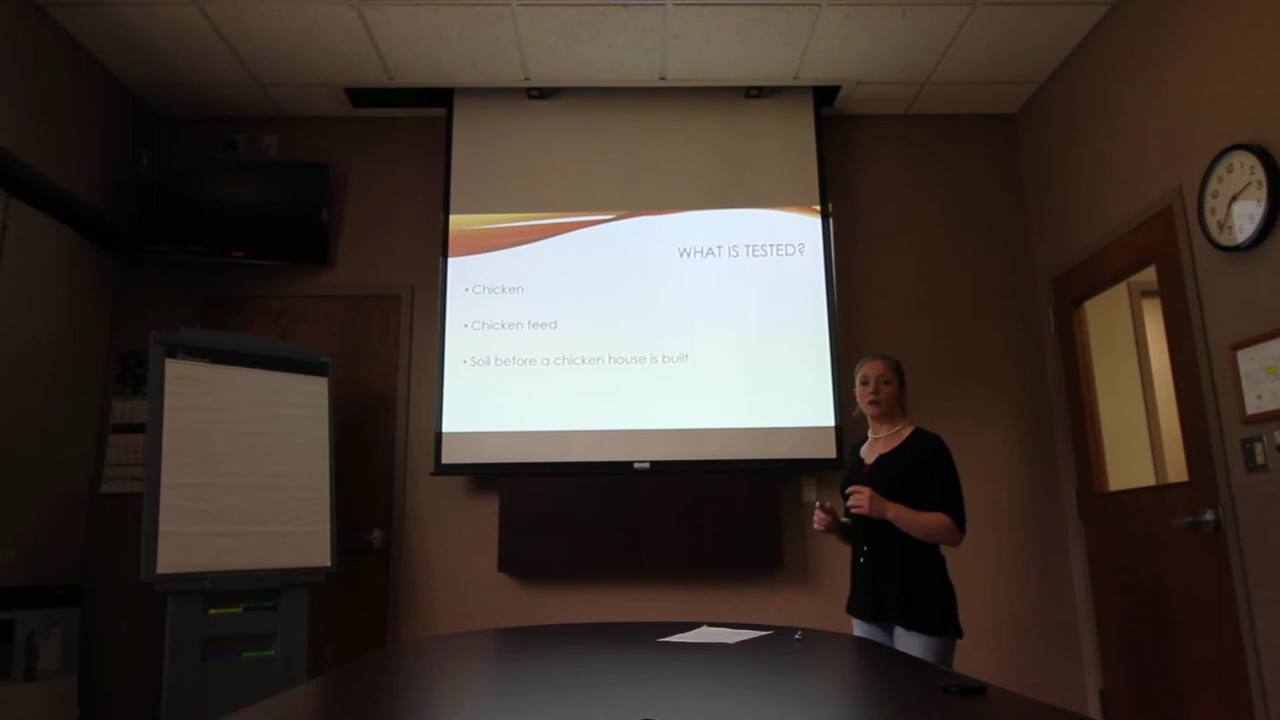 WHAT IS TESTED?
• Chicken
• Chicken feed
• Soil before a chicken house is built